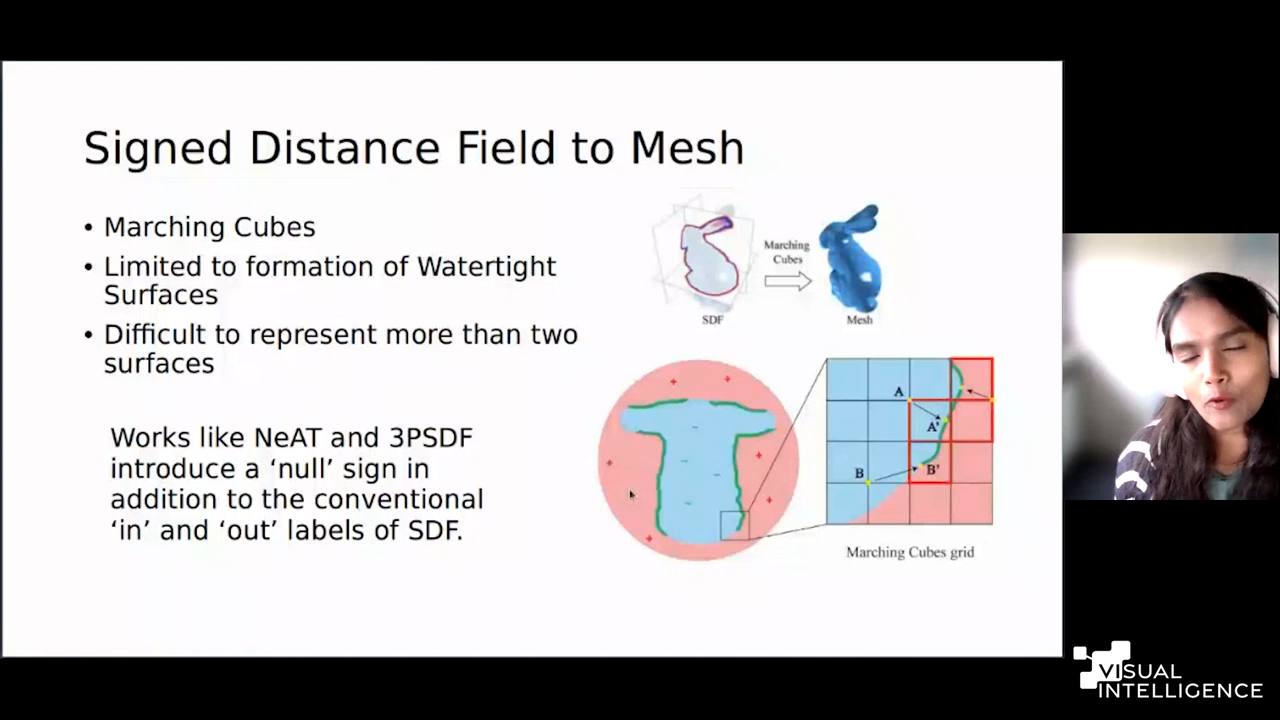 Signed Distance Field to Mesh
• Marching Cubes
• Limited to formation of Watertight
Surfaces
• Difficult to represent more than two
surfaces
Works like NeAT and 3PSDF
introduce a ‘null’ sign in
addition to the conventional
‘in’ and ‘out’ labels of SDF.
Marching
Cubes
SDF
Mesh
A
A'
B
B'
Marching Cubes grid
VISUAL
INTELLIGENCE